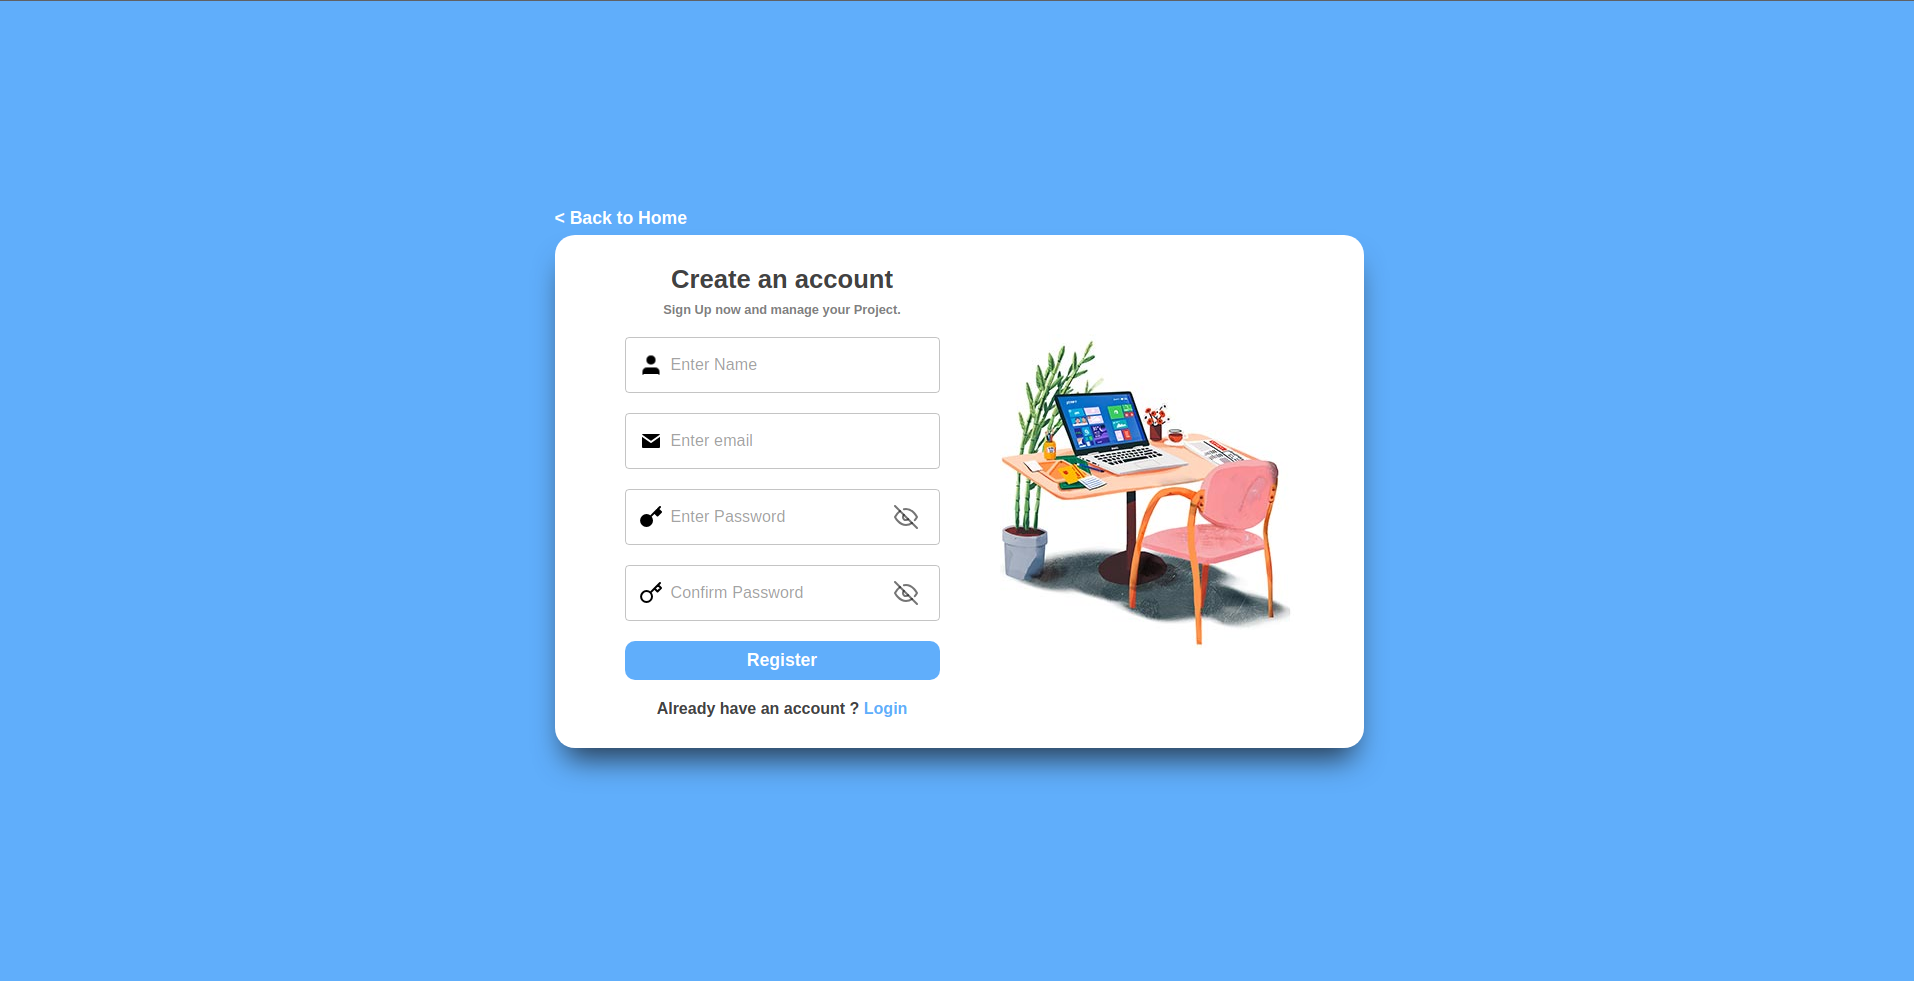 < Back to Home
Create an account
Sign Up now and manage your Project.
Enter Name
Enter email
Enter Password
Confirm Password
Register
Already have an account ? Login